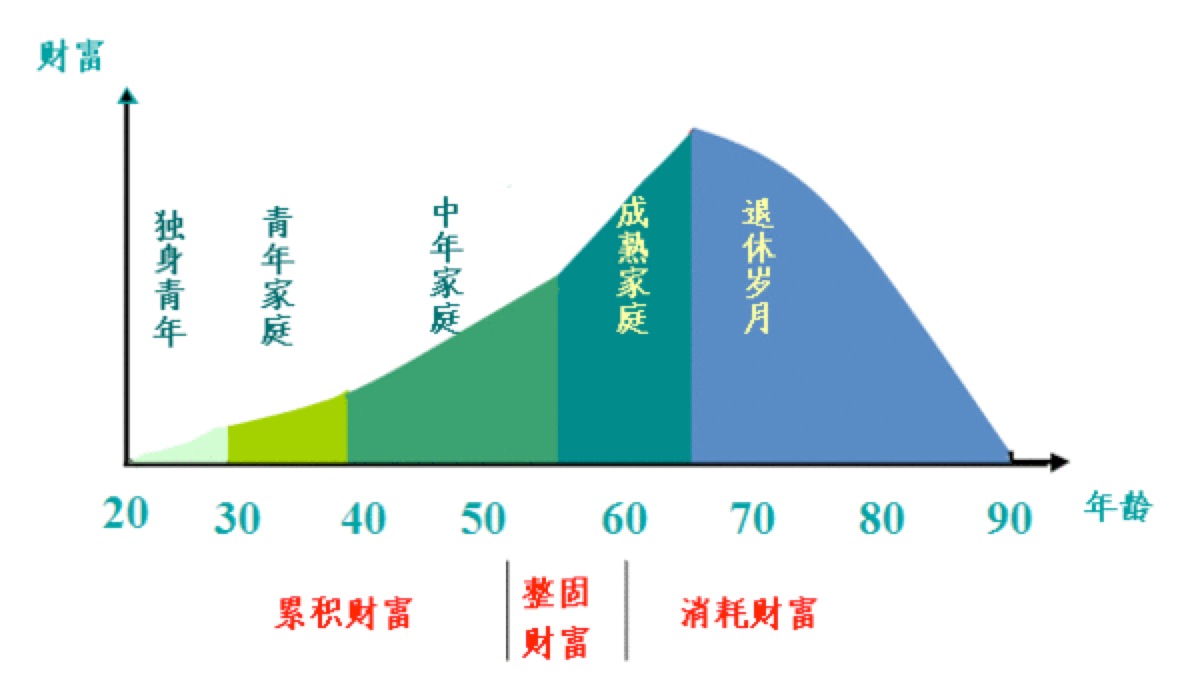 财富
独身青年
青年家庭
中年家庭
成熟家庭
退休岁月
20 30 40 50 60 70 80 90 年龄
累积财富
整固
财富
消耗财富